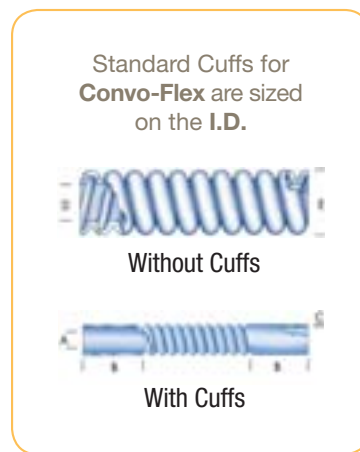 Standard Cuffs for
Convo-Flex are sized
on the I.D.
Without Cuffs
A
B B
With Cuffs